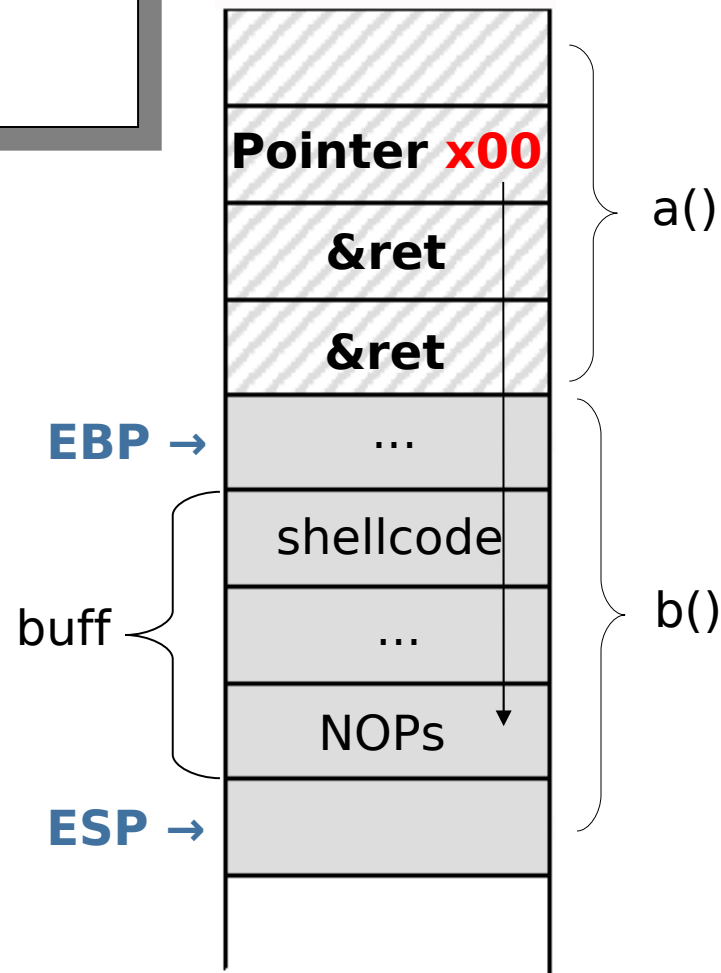 Pointer x00
a()
&ret
&ret
EBP →
...
shellcode
buff
...
b()
NOPs
ESP →